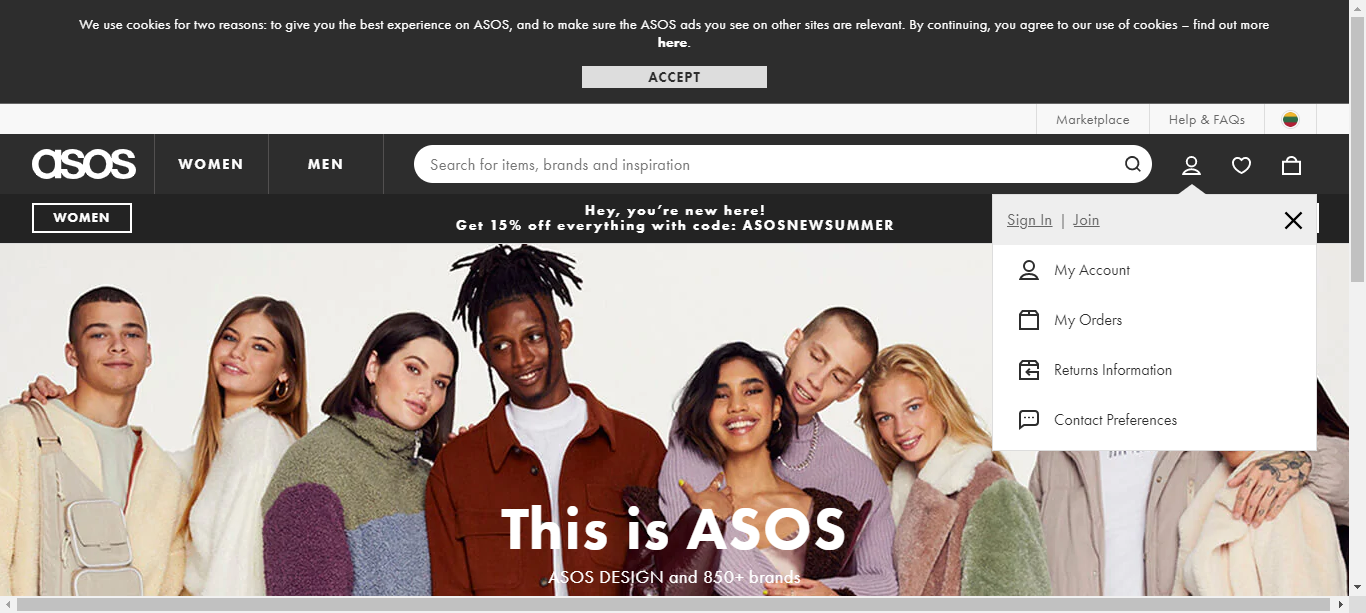 We use cookies for two reasons: to give you the best experience on ASOS, and to make sure the ASOS ads you see on other sites are relevant. By continuing, you agree to our use of cookies – find out more
here.
ACCEPT
Marketplace
Help & FAQs
asos
WOMEN
MEN
Search for items, brands and inspiration
WOMEN
Hey, you're new here!
Get 15% off everything with code: ASOSNEWSUMMER
Sign In | Join
My Account
My Orders
Returns Information
Contact Preferences
This is ASOS
ASOS DESIGN and 850+ brands